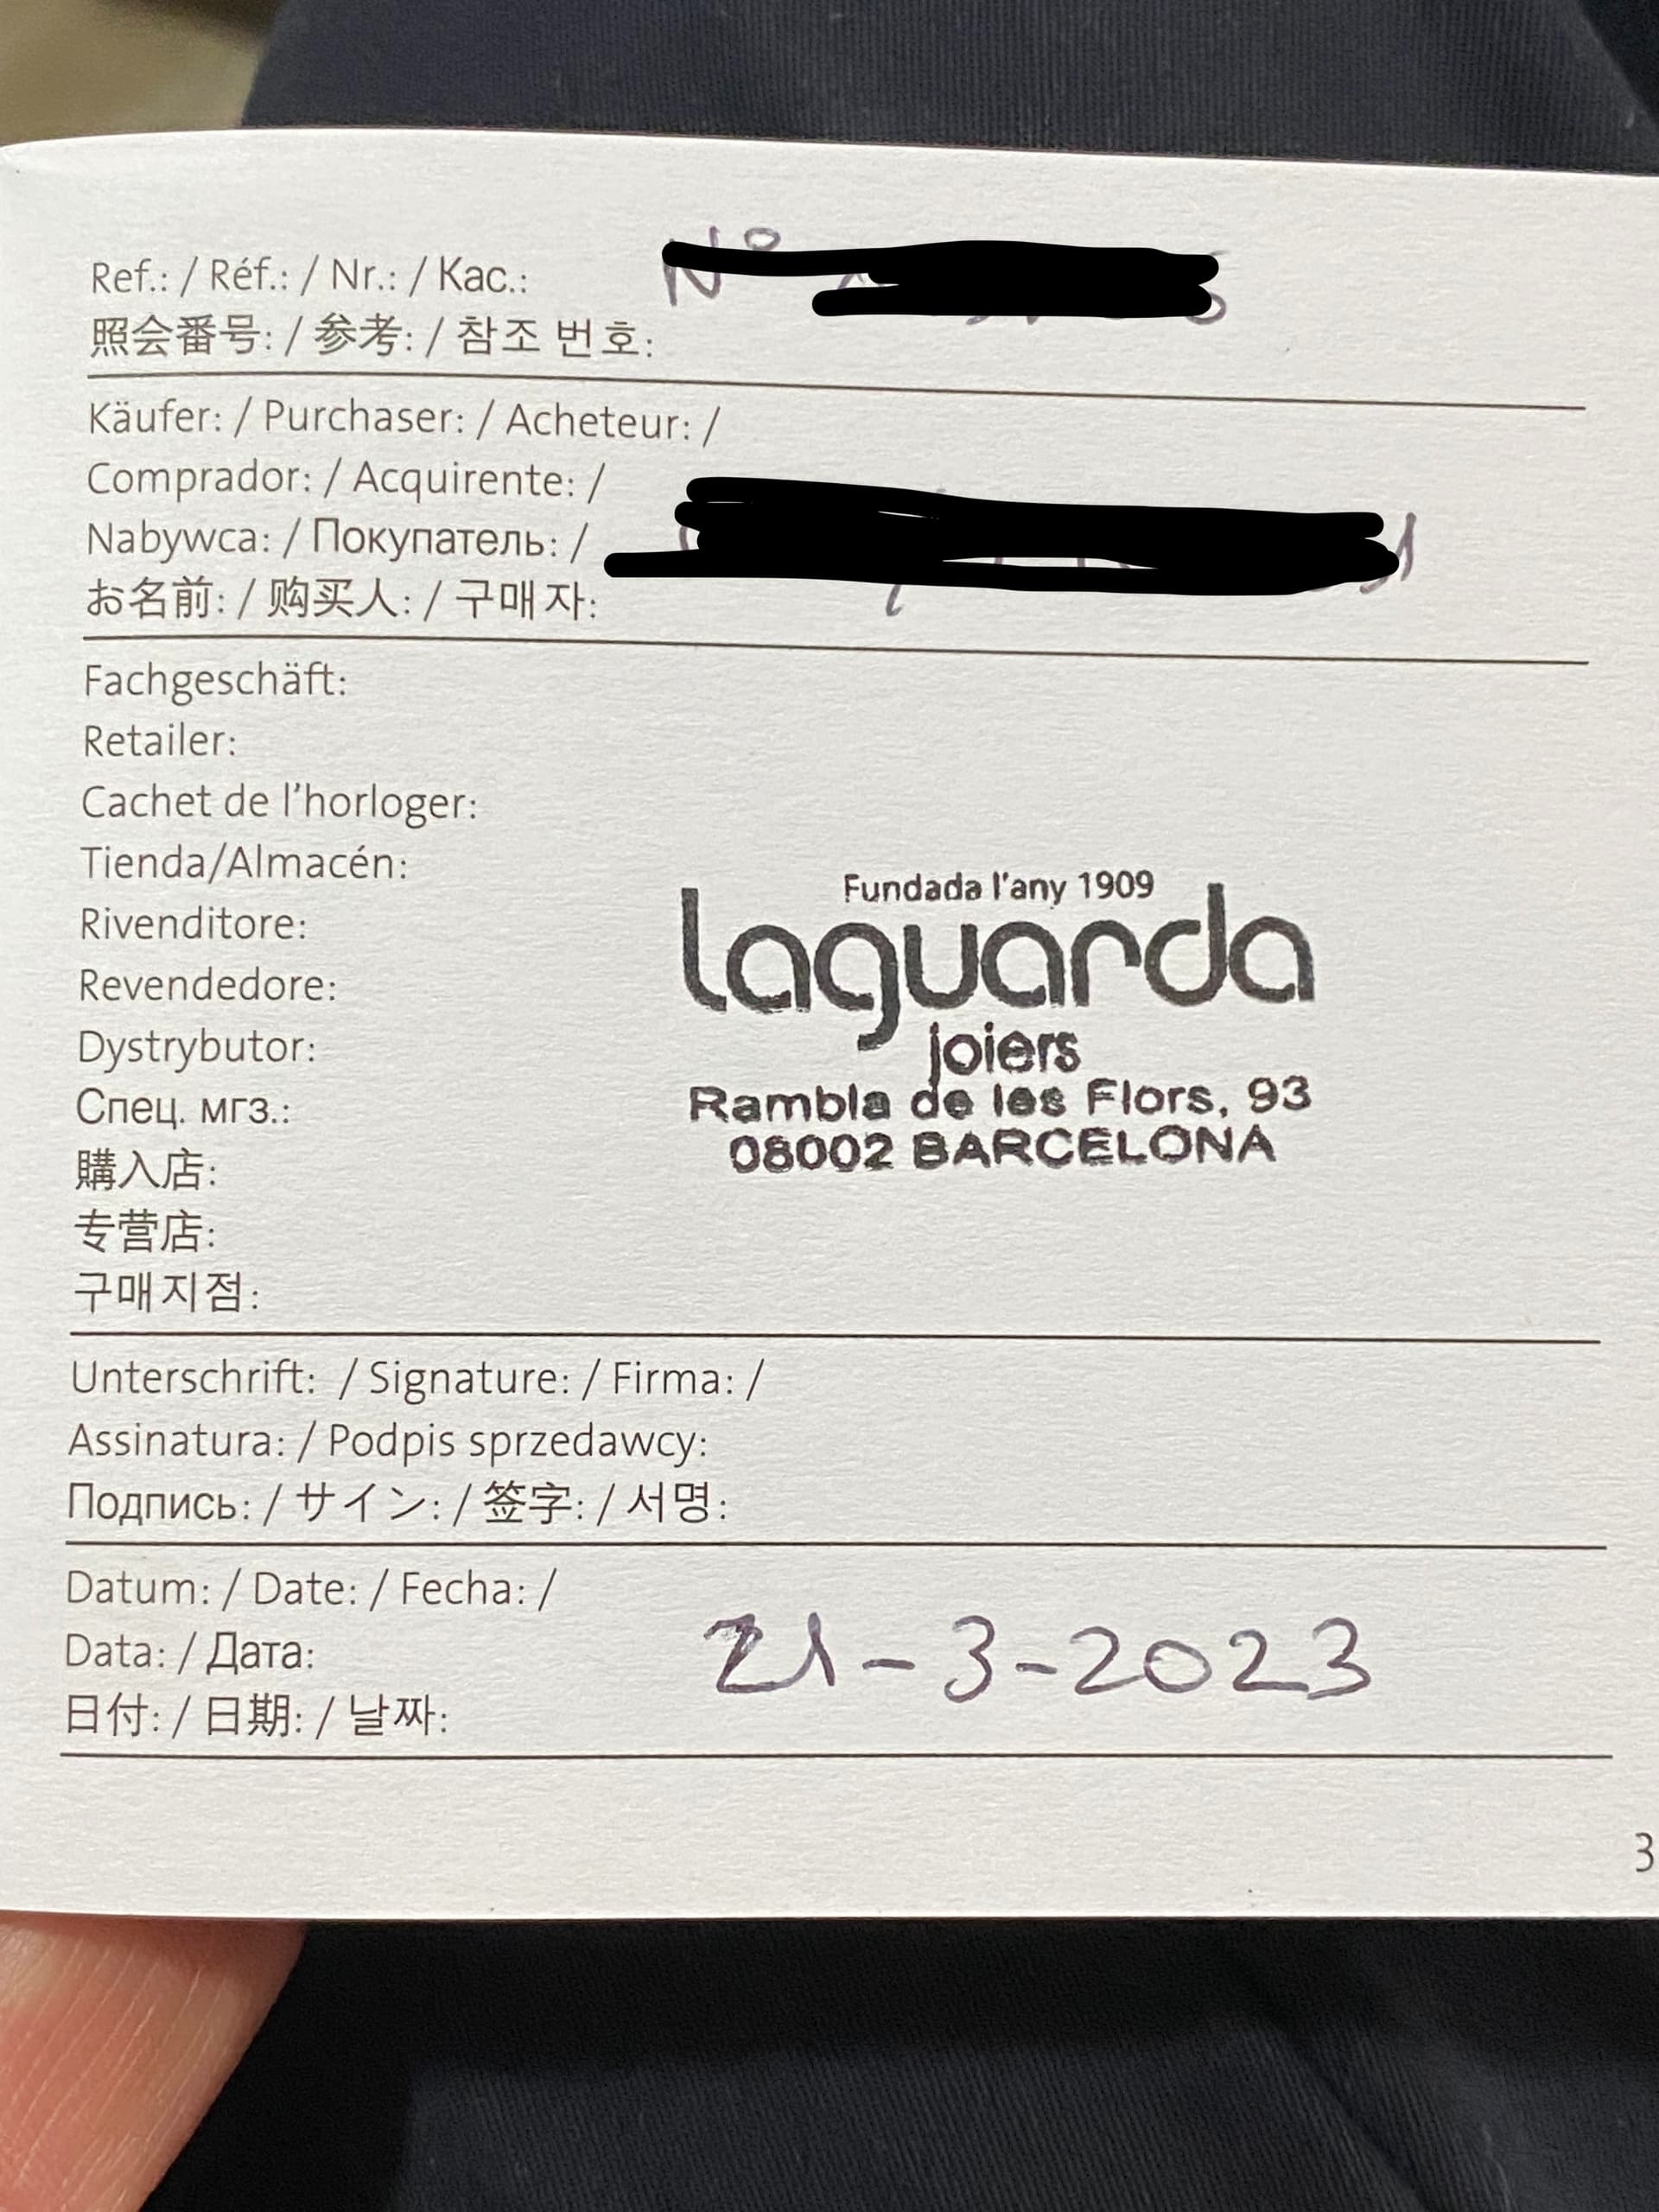 Ref.: / Réf.: / Nr.: / Kac.: Nº
照会番号: / 参考: / 참조 번호:
Käufer: / Purchaser: / Acheteur: /
Comprador: / Acquirente: /
Nabywca: / Покупатель: /
お名前: / 购买人: / 구매자:
Fachgeschäft:
Retailer:
Cachet de l'horloger:
Tienda/Almacén:
Rivenditore:
Revendedore:
Dystrybutor:
Спец. мгз.:
購入店:
专营店:
구매지점:
Fundada l'any 1909
laguarda
joiers
Rambla de les Flors, 93
08002 BARCELONA
Unterschrift: / Signature: / Firma: /
Assinatura: / Podpis sprzedawcy:
Подпись: / サイン: / 签字: / 서명:
Datum: / Date: / Fecha: /
Data: / Дата: 21-3-2023
日付: / 日期: / 날짜:
3